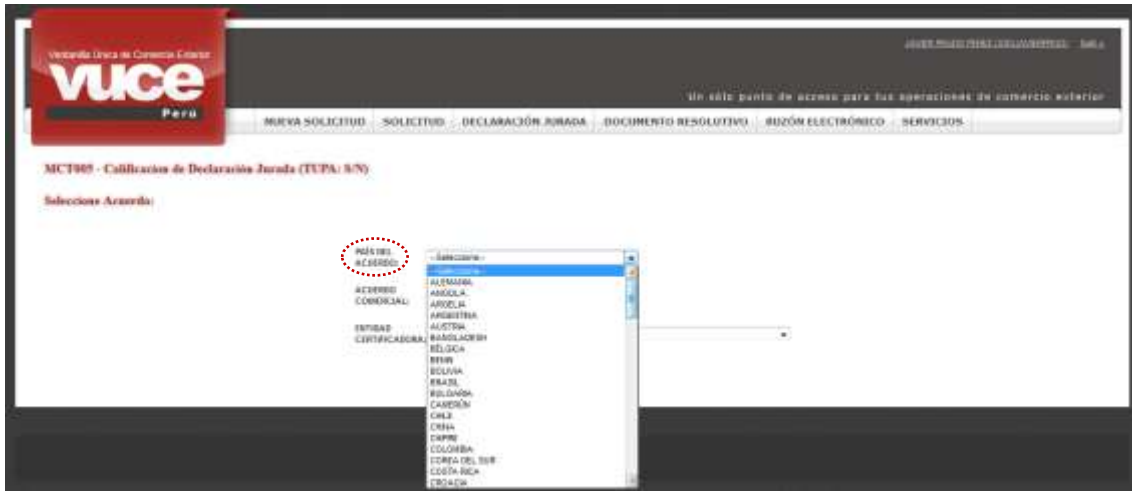 Ventanilla Única de Comercio Exterior
vuce
Perú
Salir »
Un sólo punto de acceso para tus operaciones de comercio exterior
NUEVA SOLICITUD SOLICITUD DECLARACIÓN JURADA DOCUMENTO RESOLUTIVO BUZÓN ELECTRÓNICO SERVICIOS
MCT005 - Calificacion de Declaración Jurada (TUPA: S/N)
Seleccione Acuerdo:
PAÍS DEL
ACUERDO:
--Seleccione--
--Seleccione--
ALEMANIA
ANGOLA
ARGELIA
ARGENTINA
AUSTRIA
BANGLADESH
BÉLGICA
BENIN
BOLIVIA
BRASIL
BULGARIA
CAMERÚN
CHILE
CHINA
CHIPRE
COLOMBIA
COREA DEL SUR
COSTA RICA
CROACIA
ACUERDO
COMERCIAL:
ENTIDAD
CERTIFICADORA: